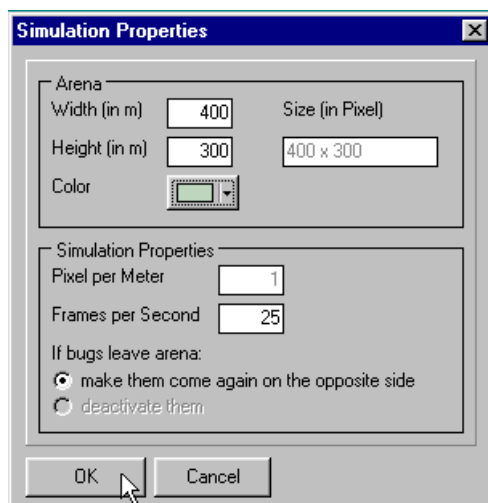 Simulation Properties
Arena
Width (in m) 400 Size (in Pixel)
Height (in m) 300 400 x 300
Color
Simulation Properties
Pixel per Meter 1
Frames per Second 25
If bugs leave arena:
make them come again on the opposite side
deactivate them
OK Cancel